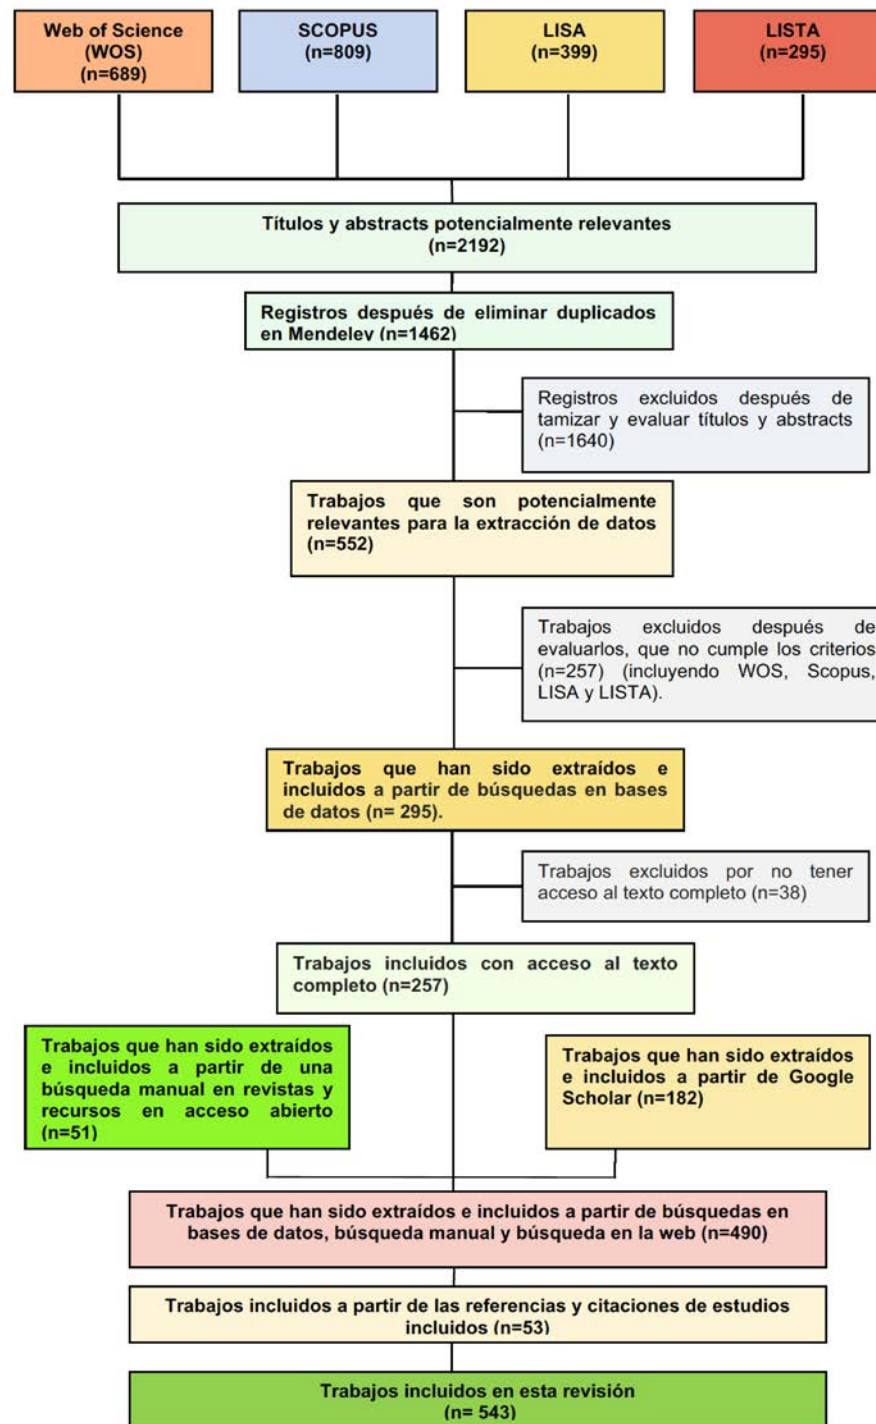 Web of Science
(WOS)
(n=689)
SCOPUS
(n=809)
LISA
(n=399)
LISTA
(n=295)
Títulos y abstracts potencialmente relevantes
(n=2192)
Registros después de eliminar duplicados
en Mendeley (n=1462)
Registros excluidos después de
tamizar y evaluar títulos y abstracts
(n=1640)
Trabajos que son potencialmente
relevantes para la extracción de datos
(n=552)
Trabajos excluidos después de
evaluarlos, que no cumple los criterios
(n=257) (incluyendo WOS, Scopus,
LISA y LISTA).
Trabajos que han sido extraídos e
incluidos a partir de búsquedas en bases
de datos (n= 295).
Trabajos excluidos por no tener
acceso al texto completo (n=38)
Trabajos incluidos con acceso al texto
completo (n=257)
Trabajos que han sido extraídos
e incluidos a partir de una
búsqueda manual en revistas y
recursos en acceso abierto
(n=51)
Trabajos que han sido extraídos
e incluidos a partir de Google
Scholar (n=182)
Trabajos que han sido extraídos e incluidos a partir de búsquedas en
bases de datos, búsqueda manual y búsqueda en la web (n=490)
Trabajos incluidos a partir de las referencias y citaciones de estudios
incluidos (n=53)
Trabajos incluidos en esta revisión
(n= 543)